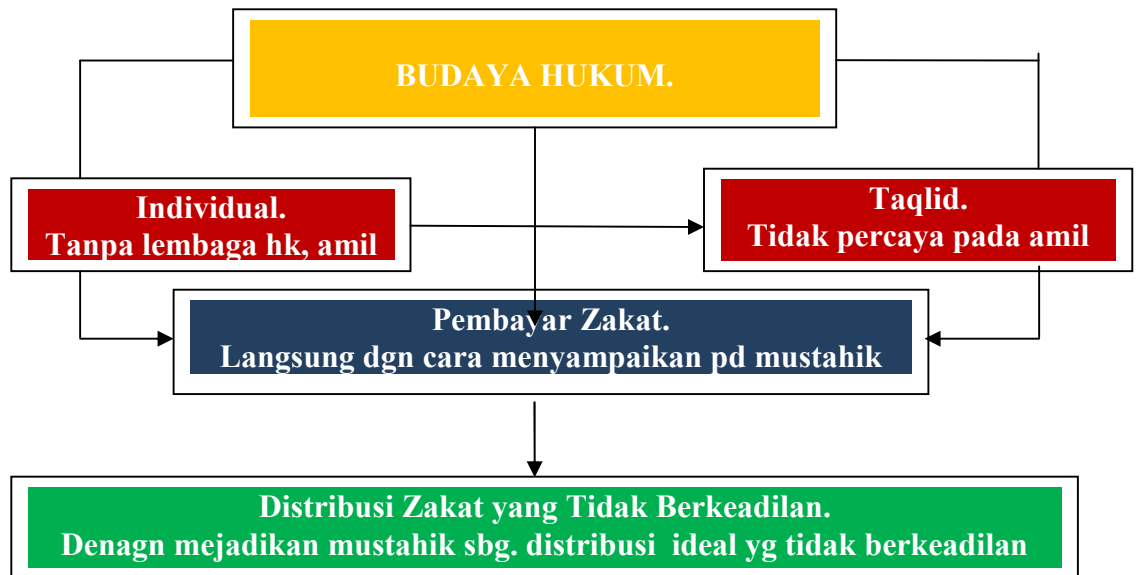 BUDAYA HUKUM.
Individual.
Tanpa lembaga hk, amil
Taqlid.
Tidak percaya pada amil
Pembayar Zakat.
Langsung dgn cara menyampaikan pd mustahik
Distribusi Zakat yang Tidak Berkeadilan.
Denagn mejadikan mustahik sbg. distribusi ideal yg tidak berkeadilan